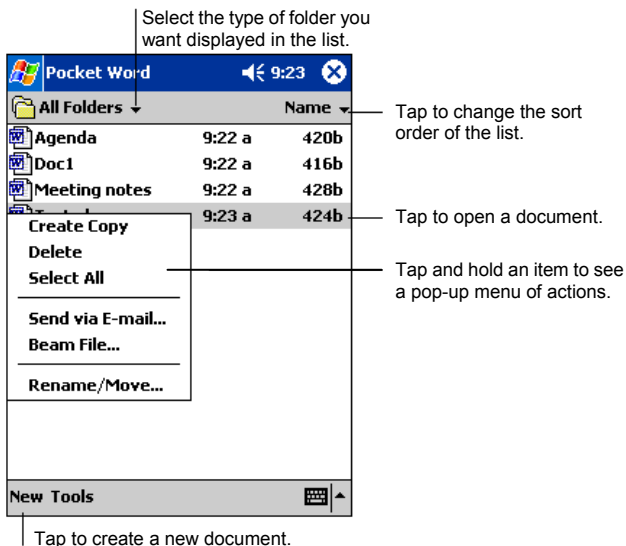 Select the type of folder you
want displayed in the list.
Pocket Word 9:23
All Folders Name
Tap to change the sort
order of the list.
Agenda 9:22 a 420b
Doc1 9:22 a 416b
Meeting notes 9:22 a 428b
9:23 a 424b
Tap to open a document.
Create Copy
Delete
Select All
Tap and hold an item to see
a pop-up menu of actions.
Send via E-mail...
Beam File...
Rename/Move...
New Tools
Tap to create a new document.